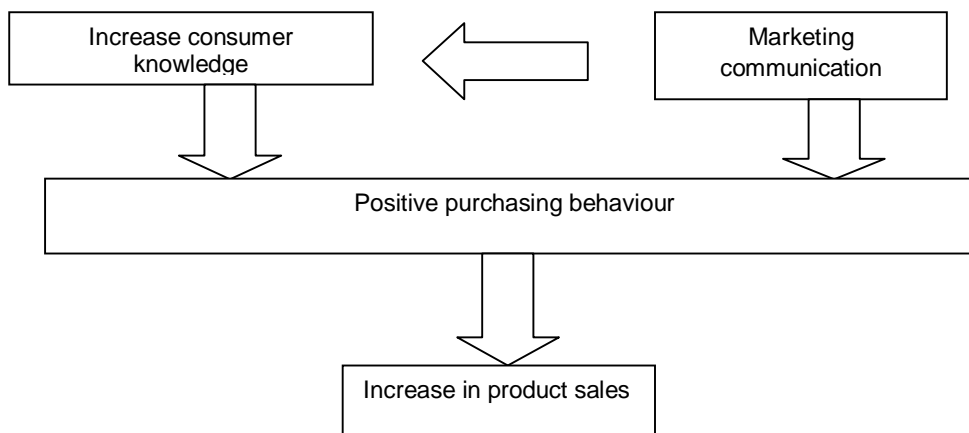 Increase consumer
knowledge
Marketing
communication
Positive purchasing behaviour
Increase in product sales